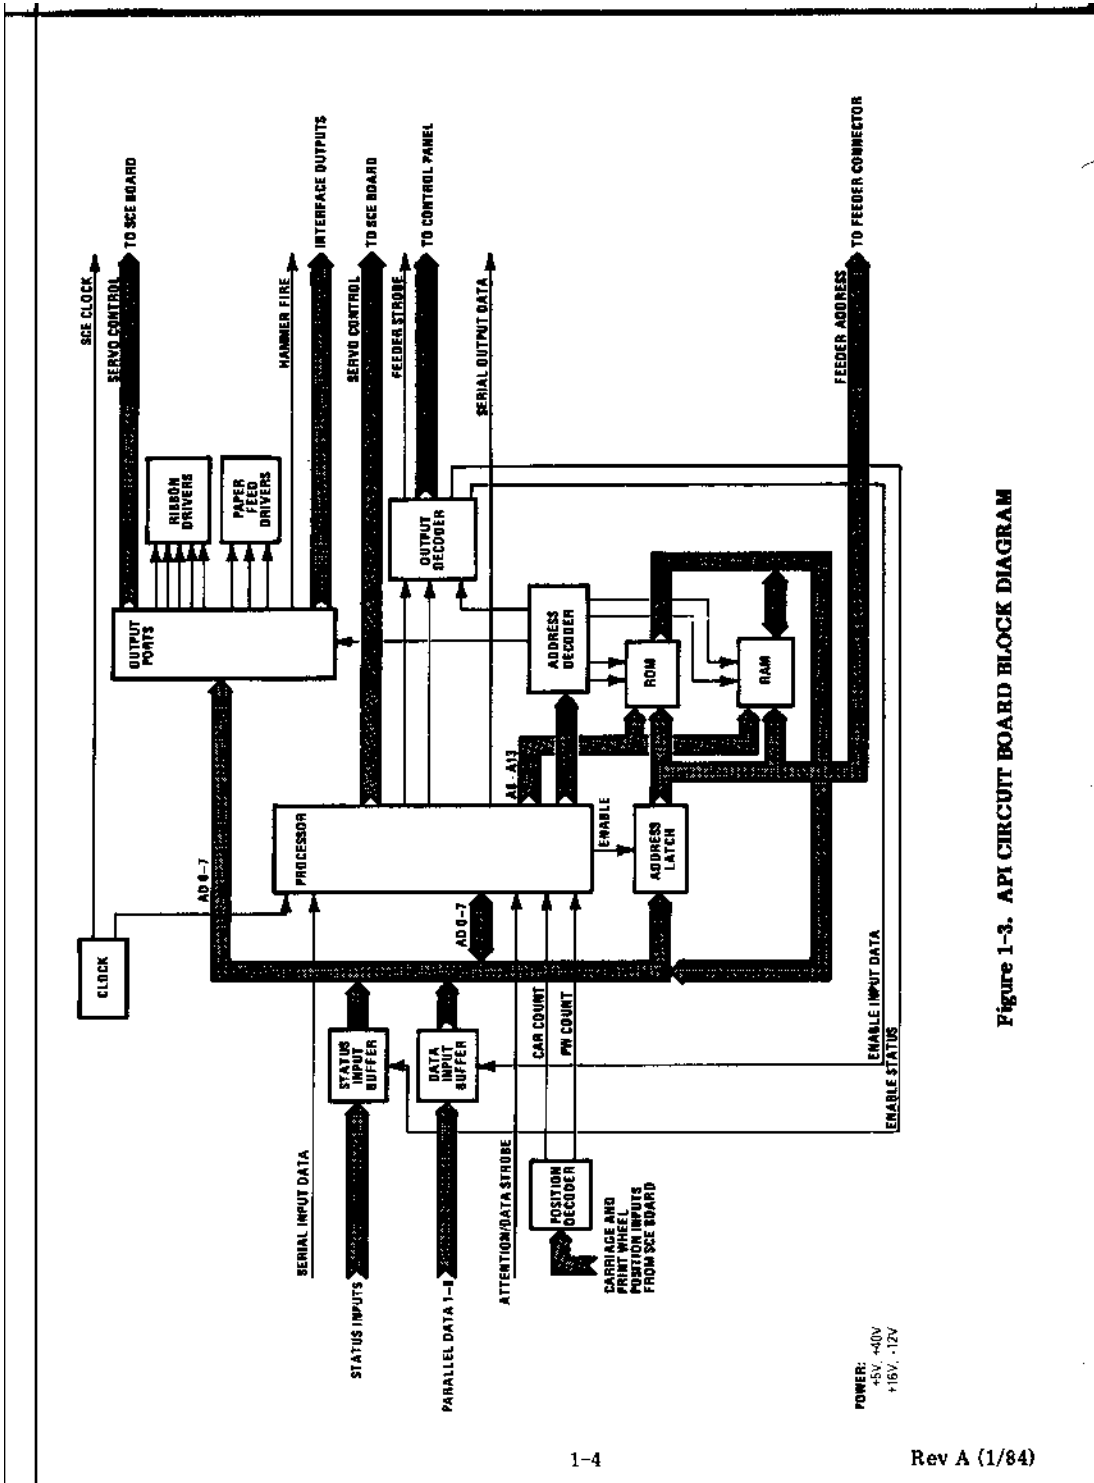 SCE CLOCK
SERVO CONTROL
TO SCE BOARD
RIBBON
DRIVERS
PAPER
FEED
DRIVERS
HAMMER FIRE
INTERFACE OUTPUTS
SERVO CONTROL
TO SCE BOARD
FEEDER STROBE
TO CONTROL PANEL
SERIAL OUTPUT DATA
FEEDER ADDRESS
TO FEEDER CONNECTOR
OUTPUT
PORTS
OUTPUT
DECODER
ADDRESS
DECODER
ROM
RAM
CLOCK
AD 0-7
PROCESSOR
A8 - A13
ENABLE
ADDRESS
LATCH
AD 0-7
STATUS
INPUT
BUFFER
DATA
INPUT
BUFFER
CAR COUNT
PW COUNT
ENABLE INPUT DATA
ENABLE STATUS
SERIAL INPUT DATA
STATUS INPUTS
PARALLEL DATA 1-8
ATTENTION/DATA STROBE
POSITION
DECODER
CARRIAGE AND
PRINT WHEEL
POSITION INPUTS
FROM SCE BOARD
POWER:
+5V, +40V
+16V, -12V
Figure 1-3. API CIRCUIT BOARD BLOCK DIAGRAM
1-4
Rev A (1/84)